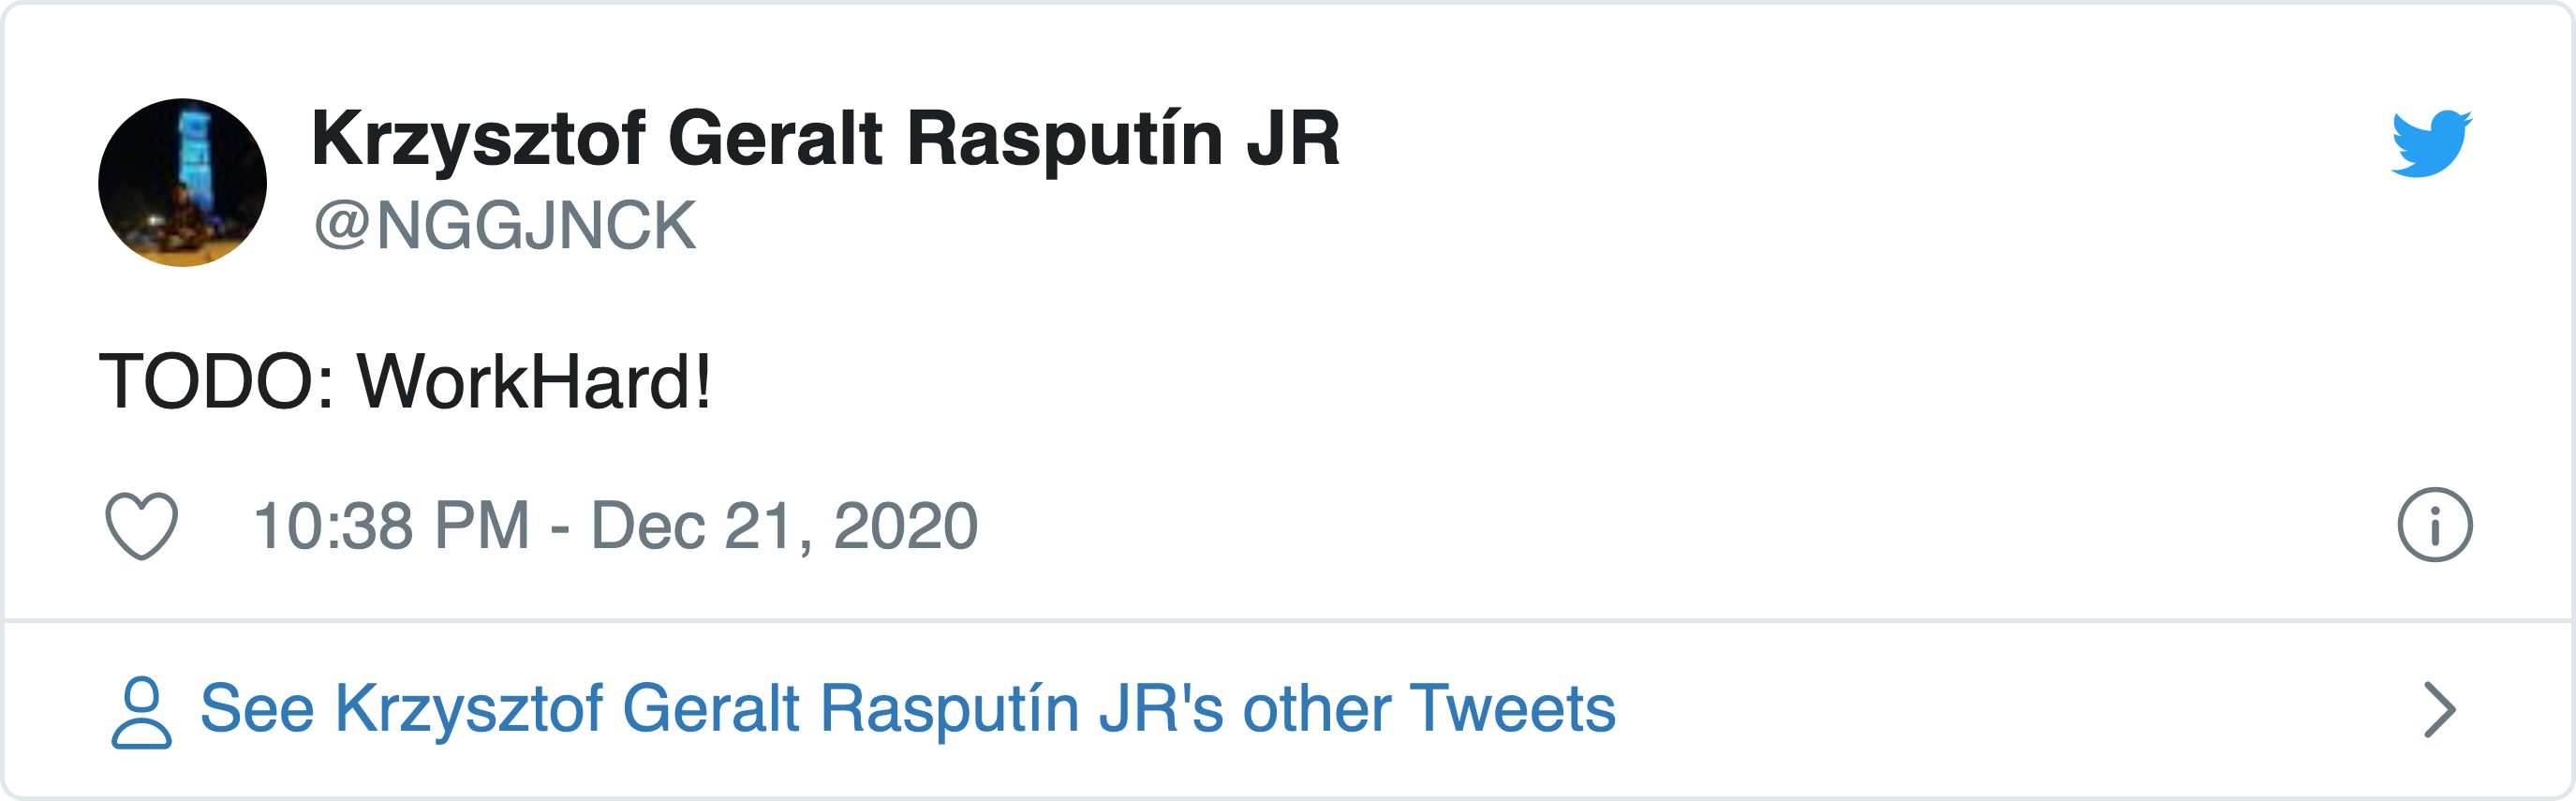 Krzysztof Geralt Rasputín JR
@NGGJNCK
TODO: WorkHard!
10:38 PM - Dec 21, 2020
See Krzysztof Geralt Rasputín JR's other Tweets